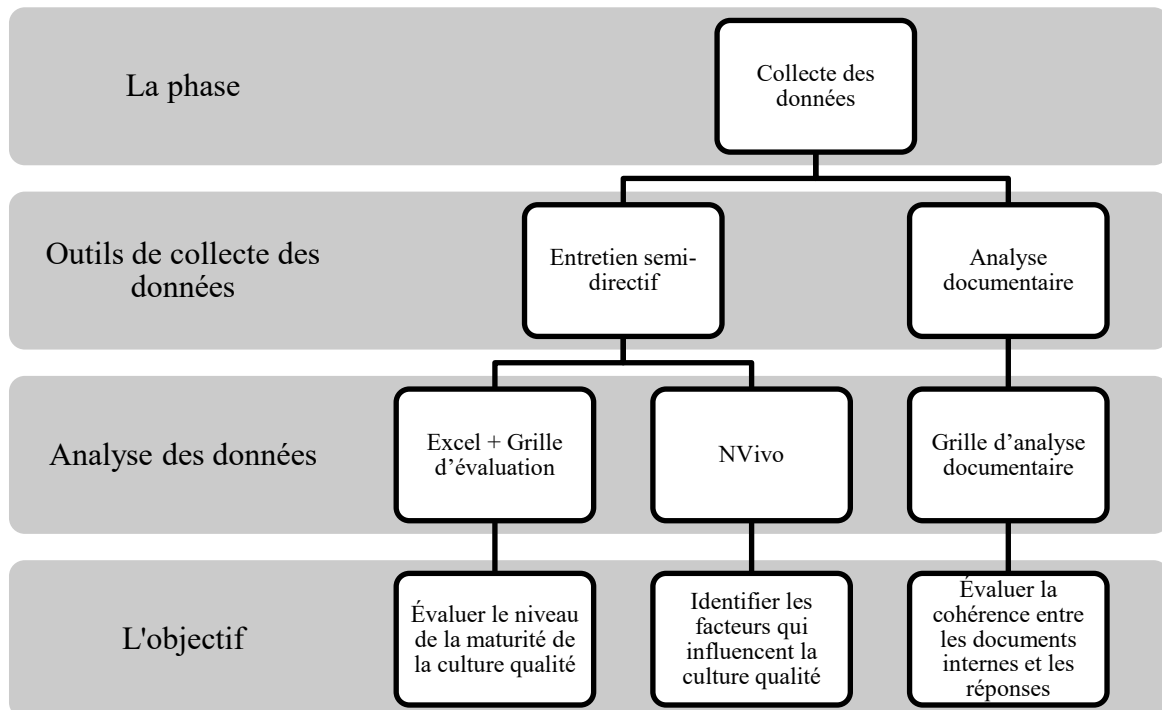 La phase
Collecte des
données
Outils de collecte des
données
Entretien semi-
directif
Analyse
documentaire
Analyse des données
Excel + Grille
d’évaluation
NVivo
Grille d’analyse
documentaire
L'objectif
Évaluer le niveau
de la maturité de
la culture qualité
Identifier les
facteurs qui
influencent la
culture qualité
Évaluer la
cohérence entre
les documents
internes et les
réponses